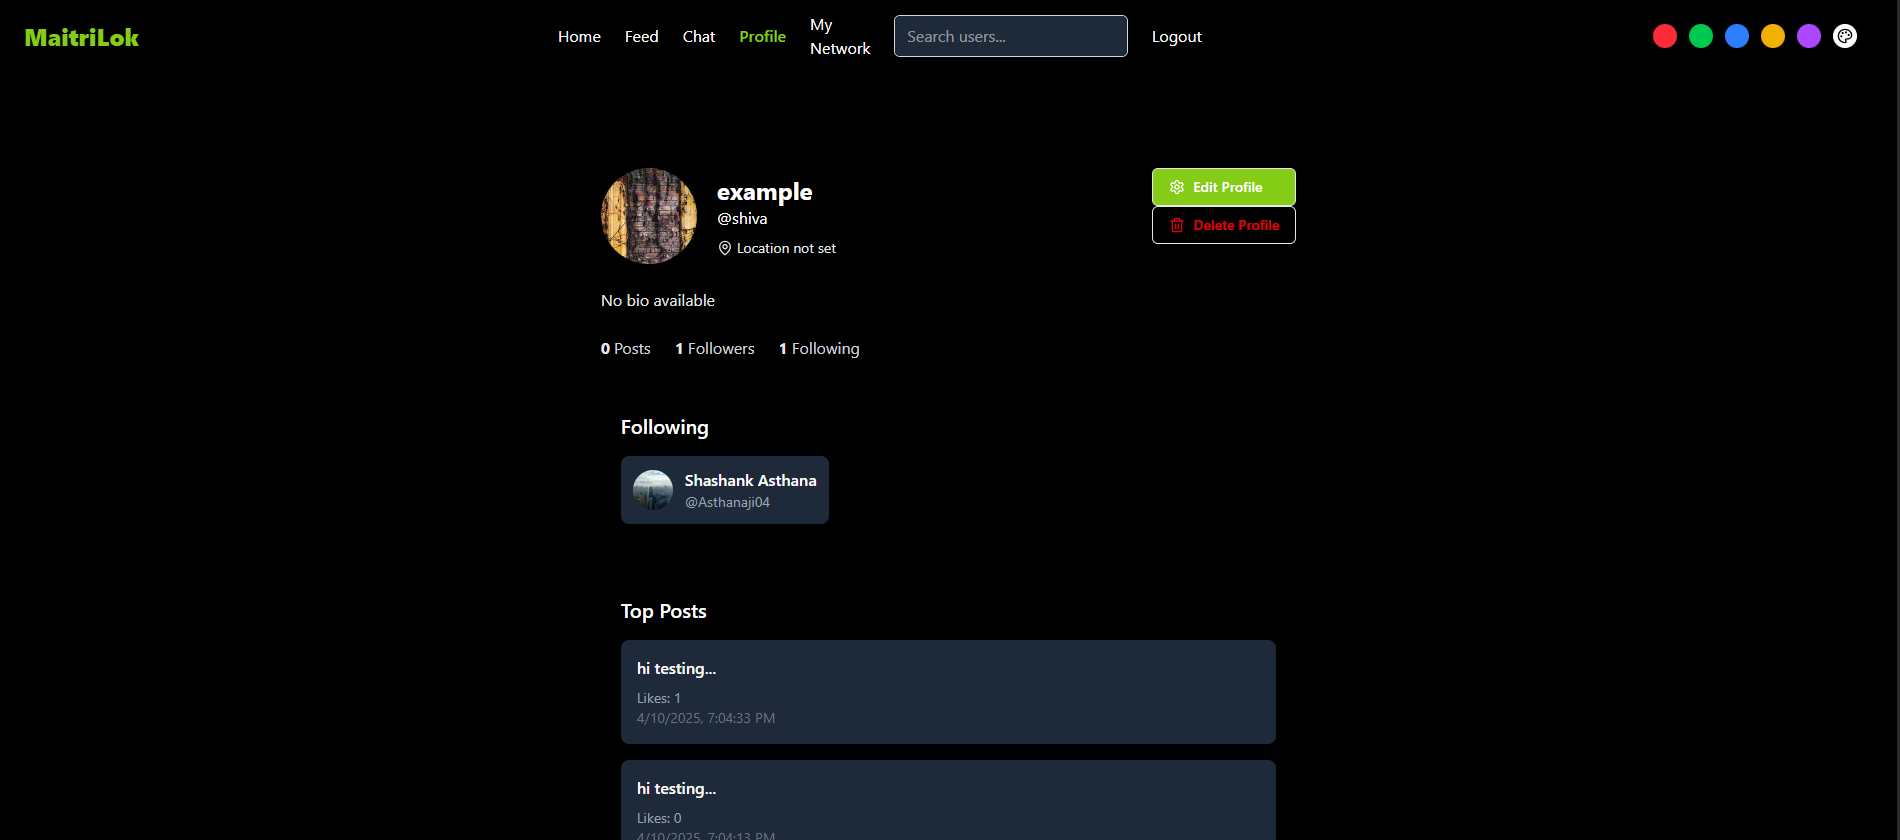 MaitriLok
Home
Feed
Chat
Profile
My
Network
Search users...
Logout
example
@shiva
Location not set
Edit Profile
Delete Profile
No bio available
0 Posts
1 Followers
1 Following
Following
Shashank Asthana
@Asthanaji04
Top Posts
hi testing...
Likes: 1
4/10/2025, 7:04:33 PM
hi testing...
Likes: 0
4/10/2025, 7:04:13 PM